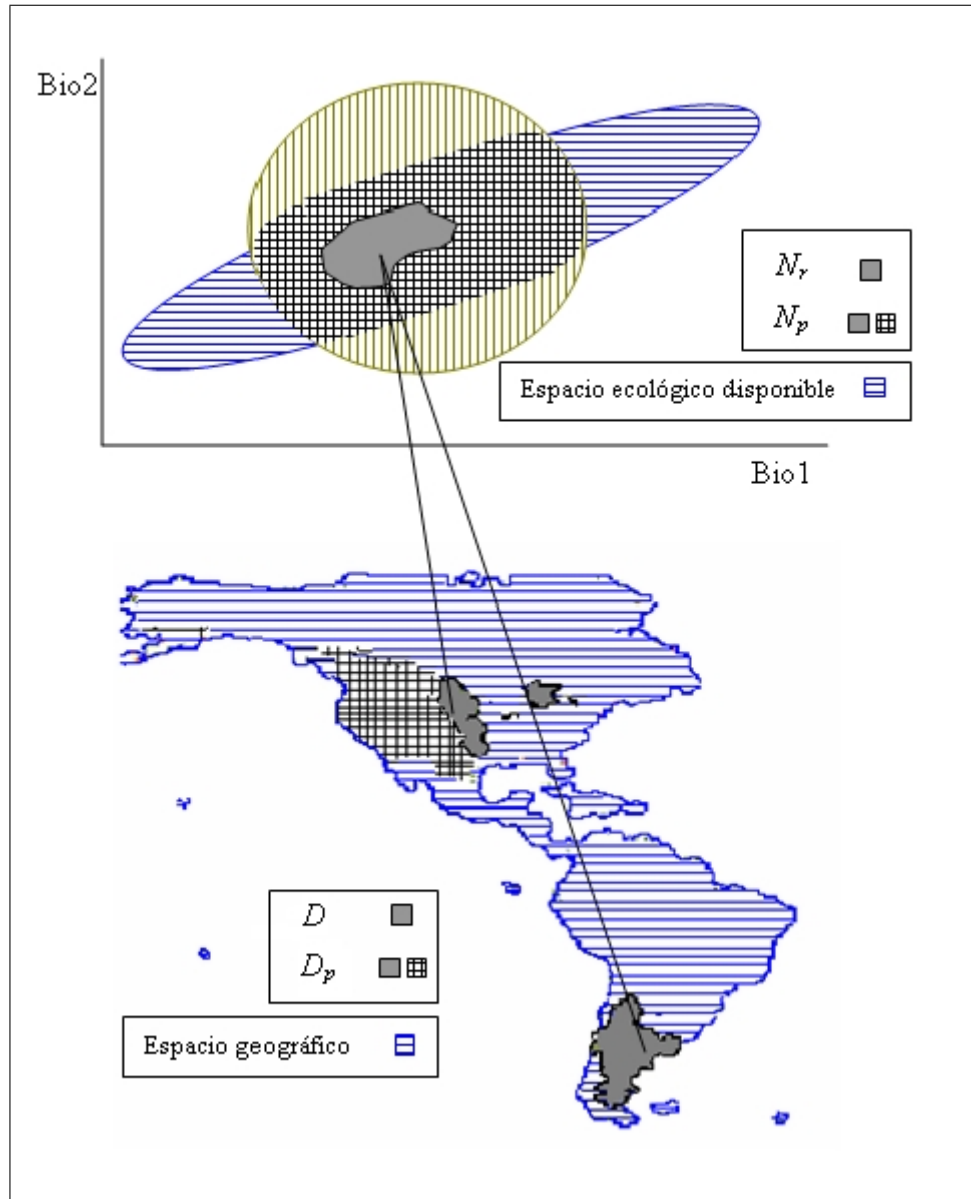 Bio2
N_r
N_p
Espacio ecológico disponible
Bio1
D
D_p
Espacio geográfico